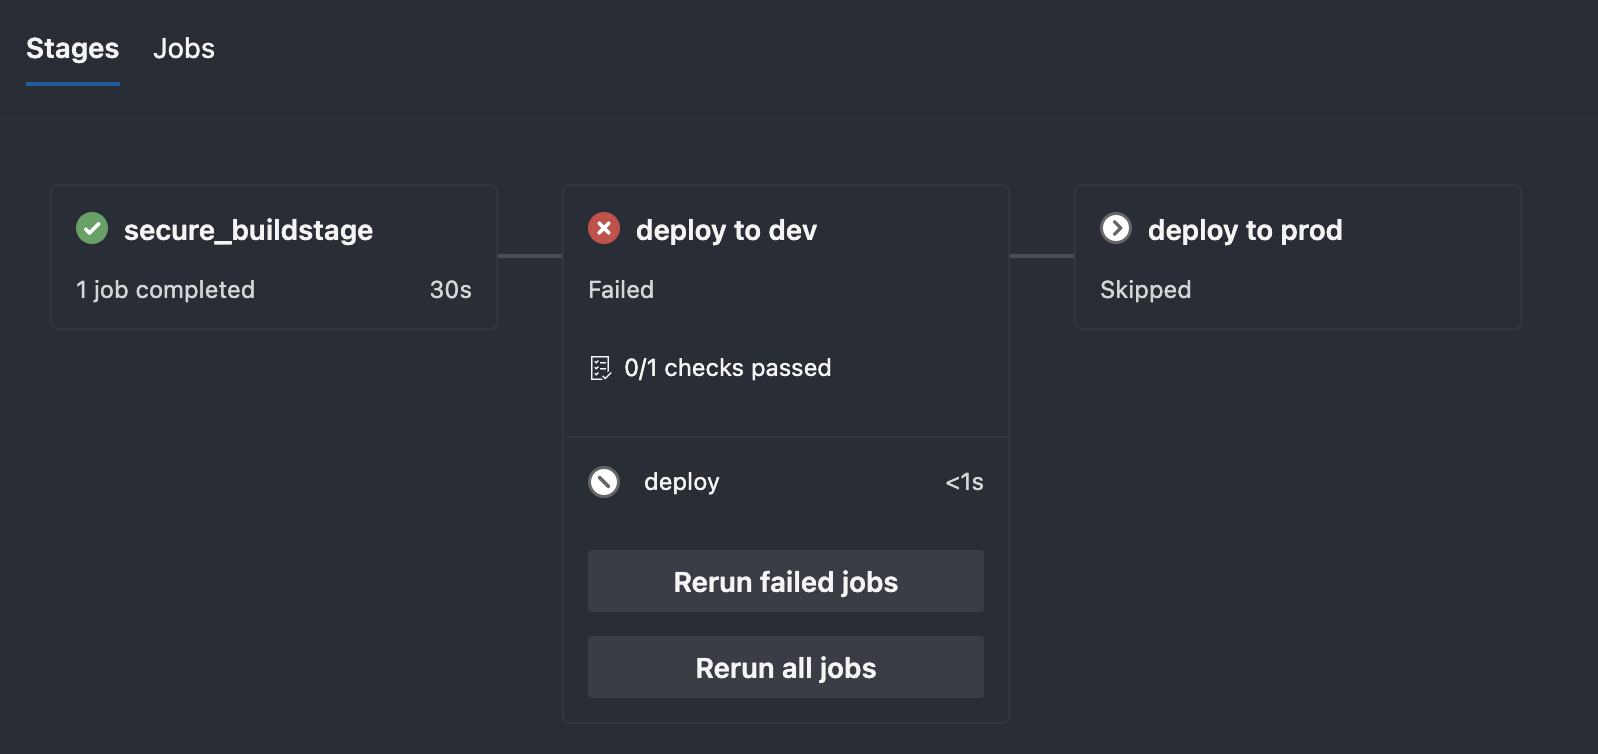 Stages Jobs
secure_buildstage
1 job completed 30s
deploy to dev
Failed
0/1 checks passed
deploy <1s
Rerun failed jobs
Rerun all jobs
deploy to prod
Skipped